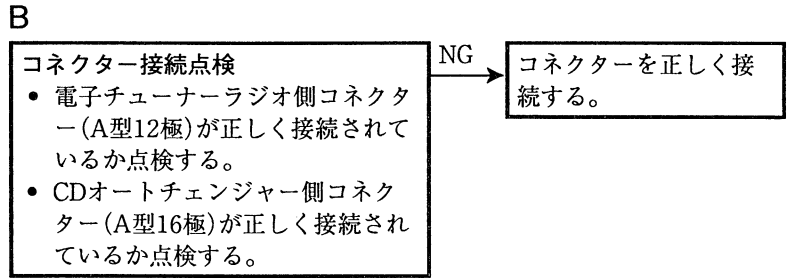 B
コネクター接続点検
• 電子チューナーラジオ側コネクタ
ー(A型12極)が正しく接続されて
いるか点検する。
• CDオートチェンジャー側コネク
ター(A型16極)が正しく接続され
ているか点検する。
NG
コネクターを正しく接
続する。